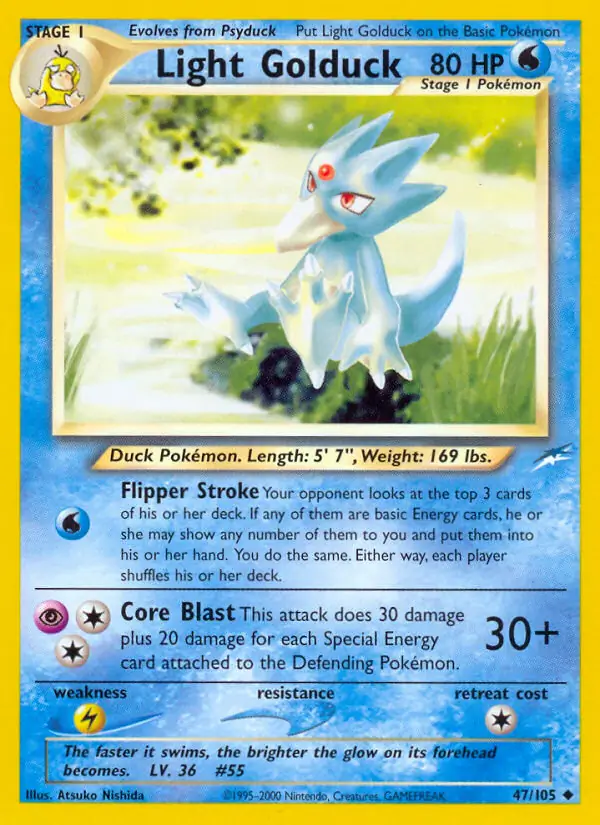 STAGE 1 Evolves from Psyduck Put Light Golduck on the Basic Pokémon
Light Golduck 80 HP
Stage 1 Pokémon
Duck Pokémon. Length: 5' 7", Weight: 169 lbs.
Flipper Stroke Your opponent looks at the top 3 cards
of his or her deck. If any of them are basic Energy cards, he or
she may show any number of them to you and put them into
his or her hand. You do the same. Either way, each player
shuffles his or her deck.
Core Blast This attack does 30 damage
plus 20 damage for each Special Energy
card attached to the Defending Pokémon.
30+
weakness resistance retreat cost
The faster it swims, the brighter the glow on its forehead
becomes. LV. 36 #55
Illus. Atsuko Nishida ©1995-2000 Nintendo, Creatures, GAMEFREAK. 47/105